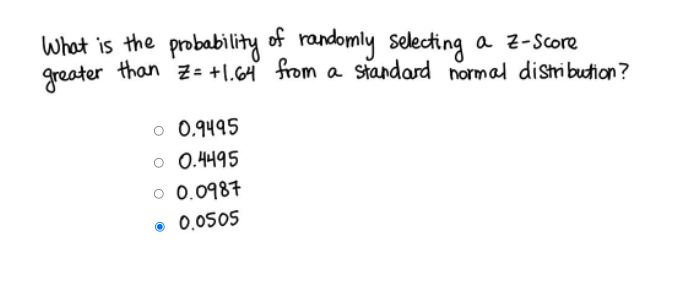 What is the probability of randomly selecting a z-score
greater than z = +1.64 from a standard normal distribution?
0.9495
0.4495
0.0987
0.0505